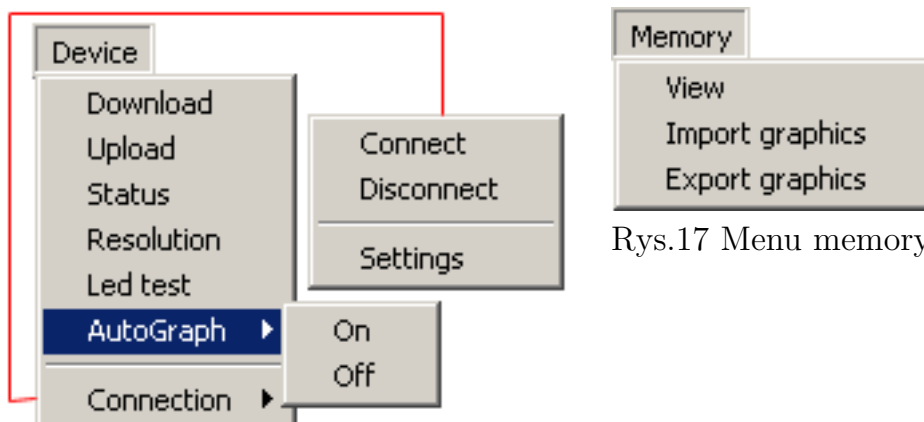 Device
Download
Upload
Status
Resolution
Led test
AutoGraph
Connection
Connect
Disconnect
Settings
On
Off
Memory
View
Import graphics
Export graphics
Rys.17 Menu memory